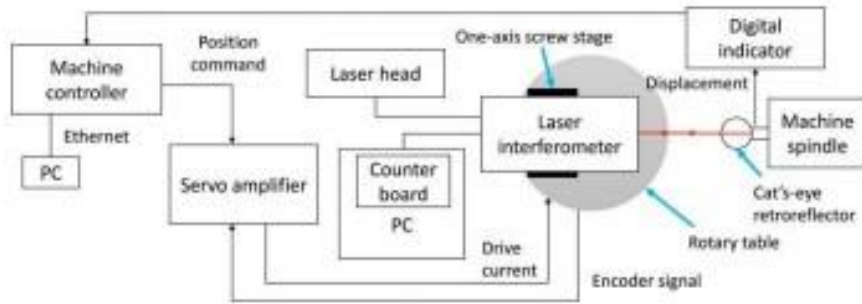 One-axis screw stage
Digital
indicator
Position
command
Machine
controller
Laser head
Displacement
Ethernet
Laser
interferometer
Machine
spindle
PC
Servo amplifier
Counter
board
PC
Cat's-eye
retroreflector
Drive
current
Rotary table
Encoder signal